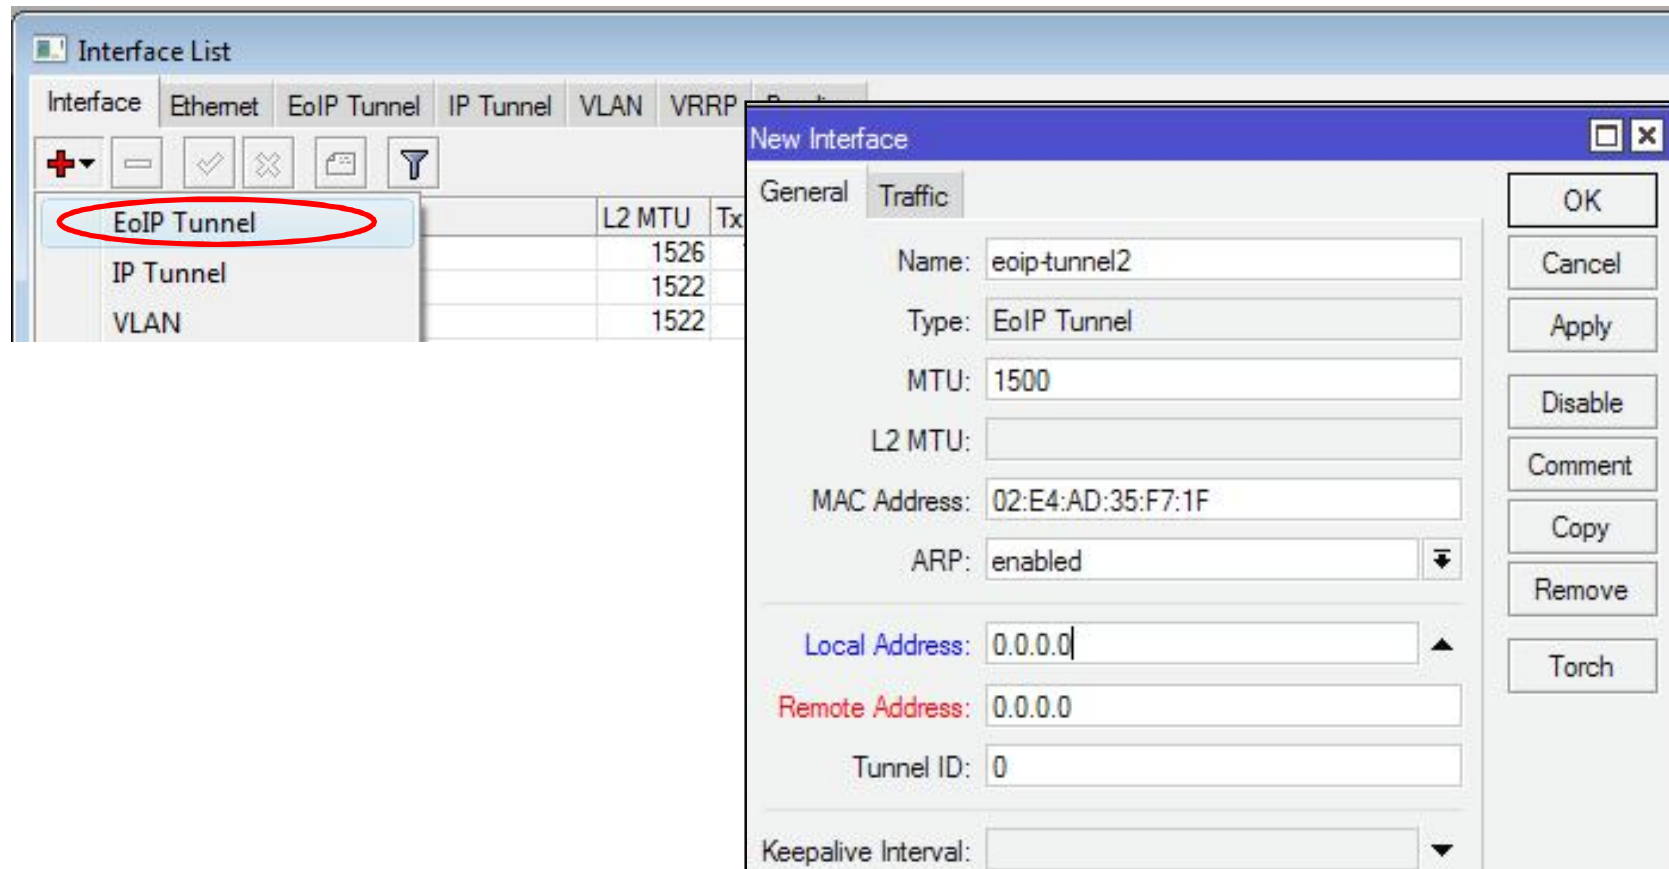 Interface List
Interface Ethernet EoIP Tunnel IP Tunnel VLAN VRRP
L2 MTU Tx
1526
1522
1522
EoIP Tunnel
IP Tunnel
VLAN
New Interface
General Traffic
Name: eoip-tunnel2
Type: EoIP Tunnel
MTU: 1500
L2 MTU:
MAC Address: 02:E4:AD:35:F7:1F
ARP: enabled
Local Address: 0.0.0.0
Remote Address: 0.0.0.0
Tunnel ID: 0
Keepalive Interval:
OK
Cancel
Apply
Disable
Comment
Copy
Remove
Torch